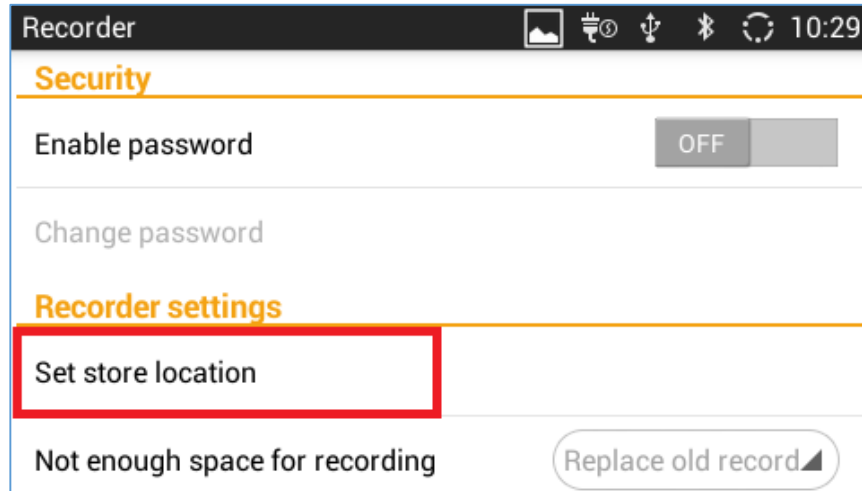 Recorder 10:29
Security
Enable password OFF
Change password
Recorder settings
Set store location
Not enough space for recording Replace old record